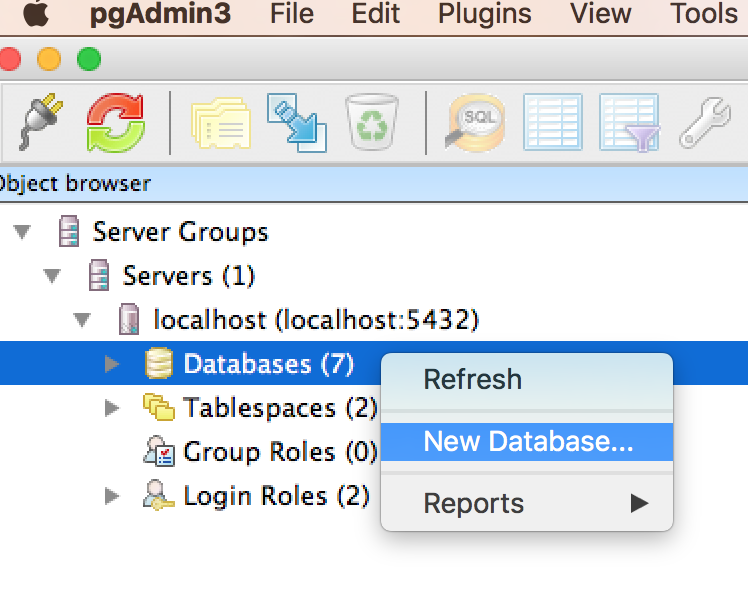 pgAdmin3 File Edit Plugins View Tools
SQL
Object browser
Server Groups
Servers (1)
localhost (localhost:5432)
Databases (7)
Refresh
Tablespaces (2)
New Database...
Group Roles (0)
Login Roles (2)
Reports